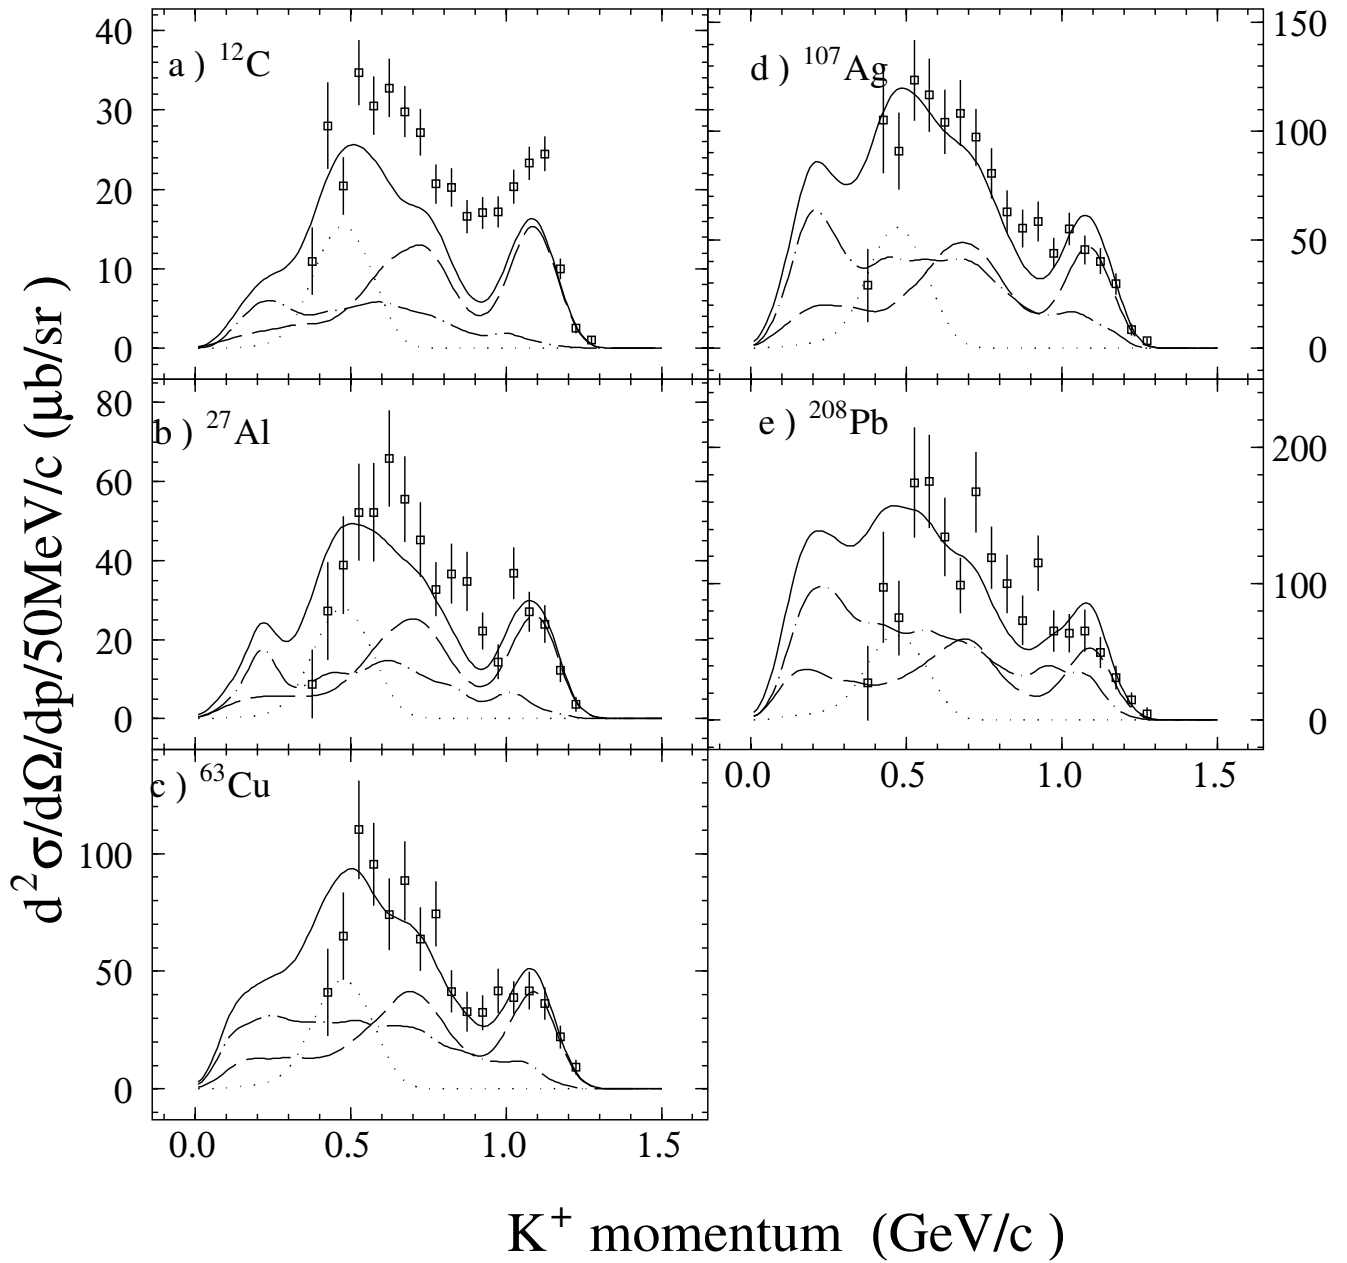 40
30
20
10
0
a ) ¹²C
150
100
50
0
d ) ¹⁰⁷Ag
80
60
40
20
0
b ) ²⁷Al
200
100
0
e ) ²⁰⁸Pb
0.0 0.5 1.0 1.5
100
50
0
c ) ⁶³Cu
0.0 0.5 1.0 1.5
d²σ/dΩ/dp/50MeV/c (μb/sr )
K⁺ momentum (GeV/c )